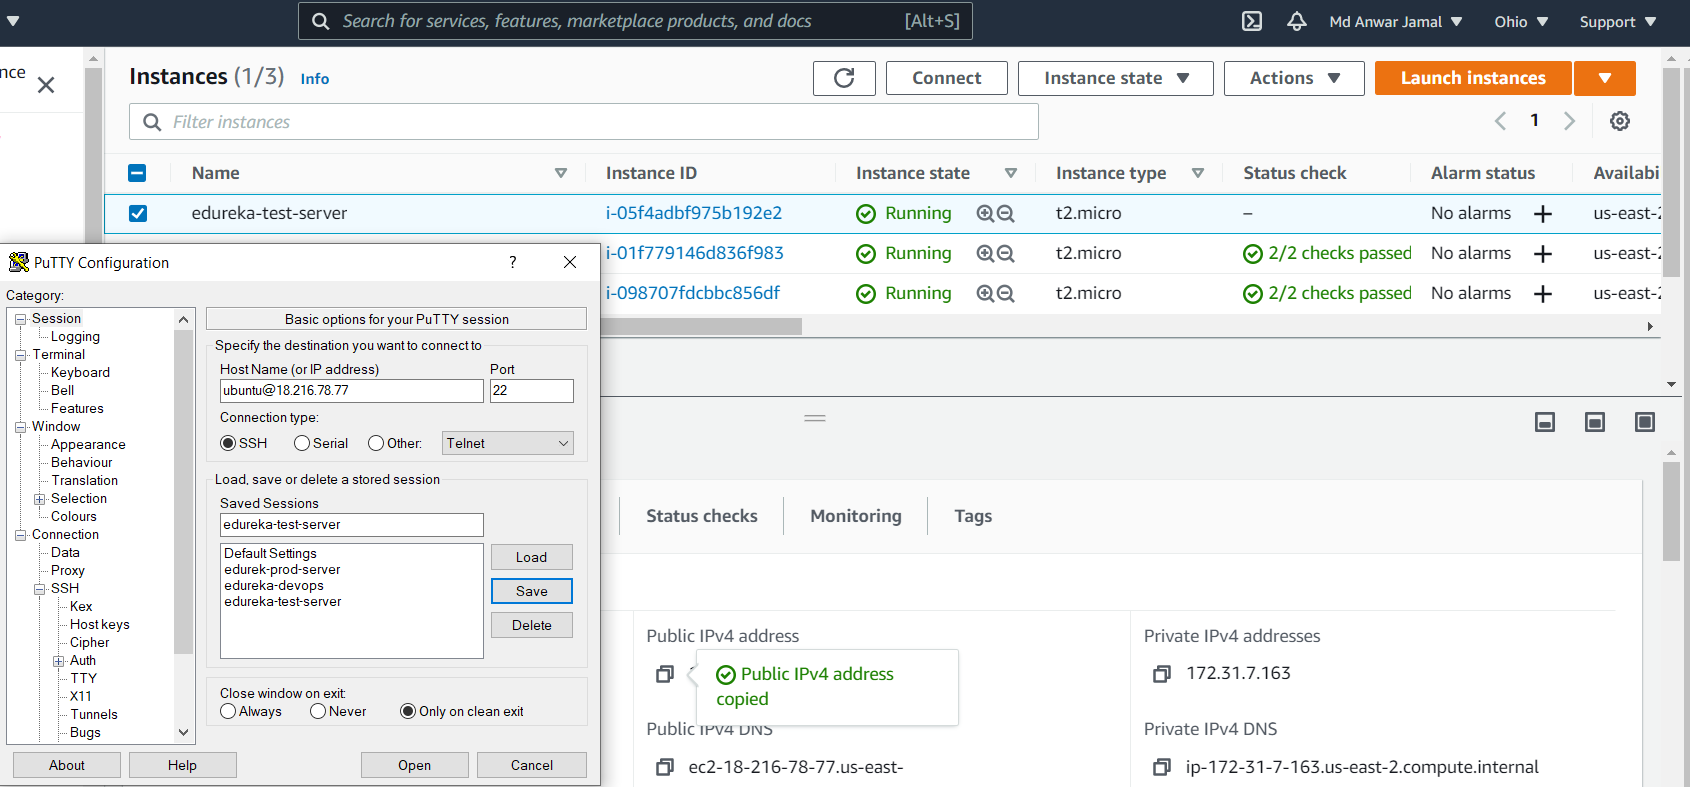 Search for services, features, marketplace products, and docs [Alt+S] Md Anwar Jamal Ohio Support
nce
Instances (1/3) Info Connect Instance state Actions Launch instances
Filter instances 1
Name Instance ID Instance state Instance type Status check Alarm status Availabi
edureka-test-server i-05f4adbf975b192e2 Running t2.micro – No alarms + us-east-2
i-01f779146d836f983 Running t2.micro 2/2 checks passed No alarms + us-east-2
i-098707fdcbbc856df Running t2.micro 2/2 checks passed No alarms + us-east-2
PuTTY Configuration ? X
Category:
Session
Logging
Terminal
Keyboard
Bell
Features
Window
Appearance
Behaviour
Translation
Selection
Colours
Connection
Data
Proxy
SSH
Kex
Host keys
Cipher
Auth
TTY
X11
Tunnels
Bugs
Basic options for your PuTTY session
Specify the destination you want to connect to
Host Name (or IP address) Port
ubuntu@18.216.78.77 22
Connection type:
SSH Serial Other: Telnet
Load, save or delete a stored session
Saved Sessions
edureka-test-server
Default Settings
edurek-prod-server
edureka-devops
edureka-test-server
Load
Save
Delete
Close window on exit:
Always Never Only on clean exit
About Help Open Cancel
Status checks Monitoring Tags
Public IPv4 address
Public IPv4 address
copied
Public IPv4 DNS
ec2-18-216-78-77.us-east-
Private IPv4 addresses
172.31.7.163
Private IPv4 DNS
ip-172-31-7-163.us-east-2.compute.internal